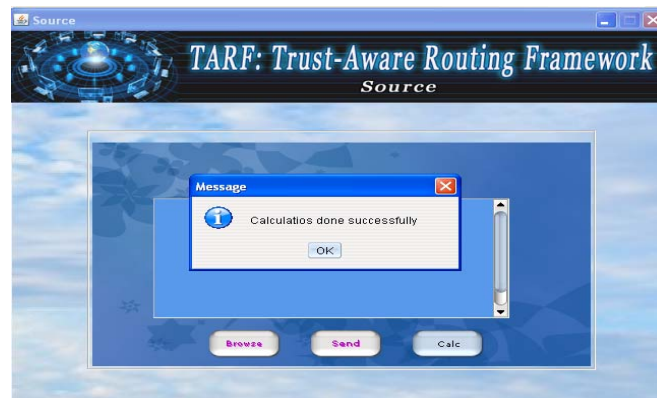 Source
TARF: Trust-Aware Routing Framework
Source
Message
Calculatios done successfully
OK
Browse
Send
Calc